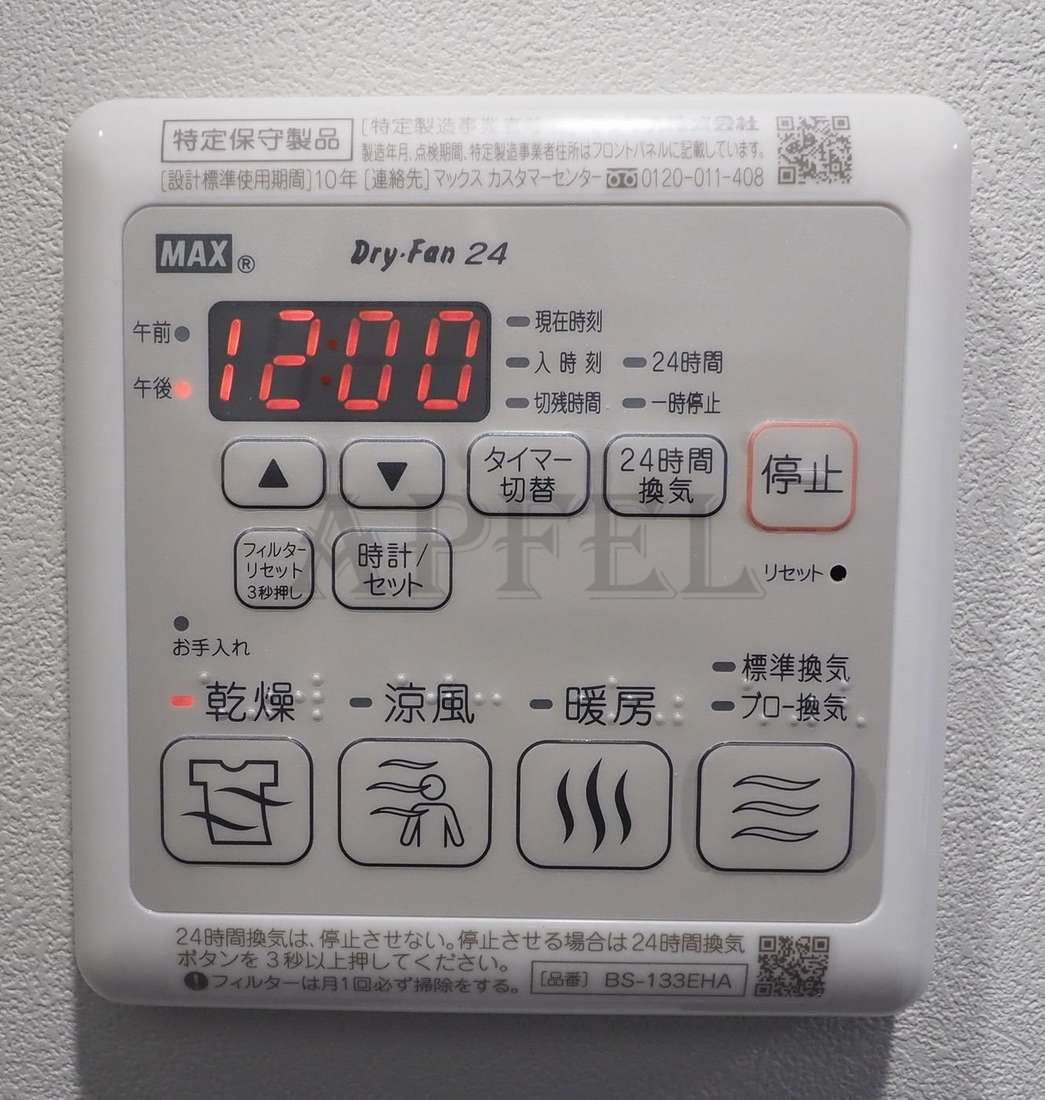 特定保守製品
[特定製造事業者
製造年月、点検期間、特定製造事業者住所はフロントパネルに記載しています。
[設計標準使用期間]10年 [連絡先]マックス カスタマーセンター 0120-011-408
MAX® Dry・Fan 24
午前
午後
12:00
現在時刻
入時刻 24時間
切残時間 一時停止
▲ ▼
タイマー
切替
24時間
換気
停止
フィルター
リセット
3秒押し
時計/
セット
リセット
APFEL
お手入れ
乾燥
涼風
暖房
標準換気
プロー換気
24時間換気は、停止させない。停止させる場合は24時間換気
ボタンを3秒以上押してください。
フィルターは月1回必ず掃除をする。
[品番] BS-133EHA